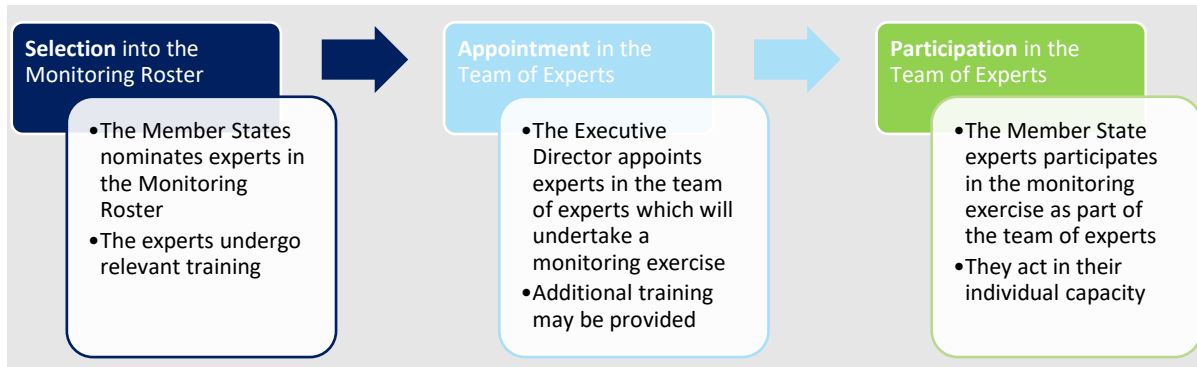 Selection into the
Monitoring Roster
•The Member States
nominates experts in
the Monitoring
Roster
•The experts undergo
relevant training
Appointment in the
Team of Experts
•The Executive
Director appoints
experts in the team
of experts which will
undertake a
monitoring exercise
•Additional training
may be provided
Participation in the
Team of Experts
•The Member State
experts participates
in the monitoring
exercise as part of
the team of experts
•They act in their
individual capacity